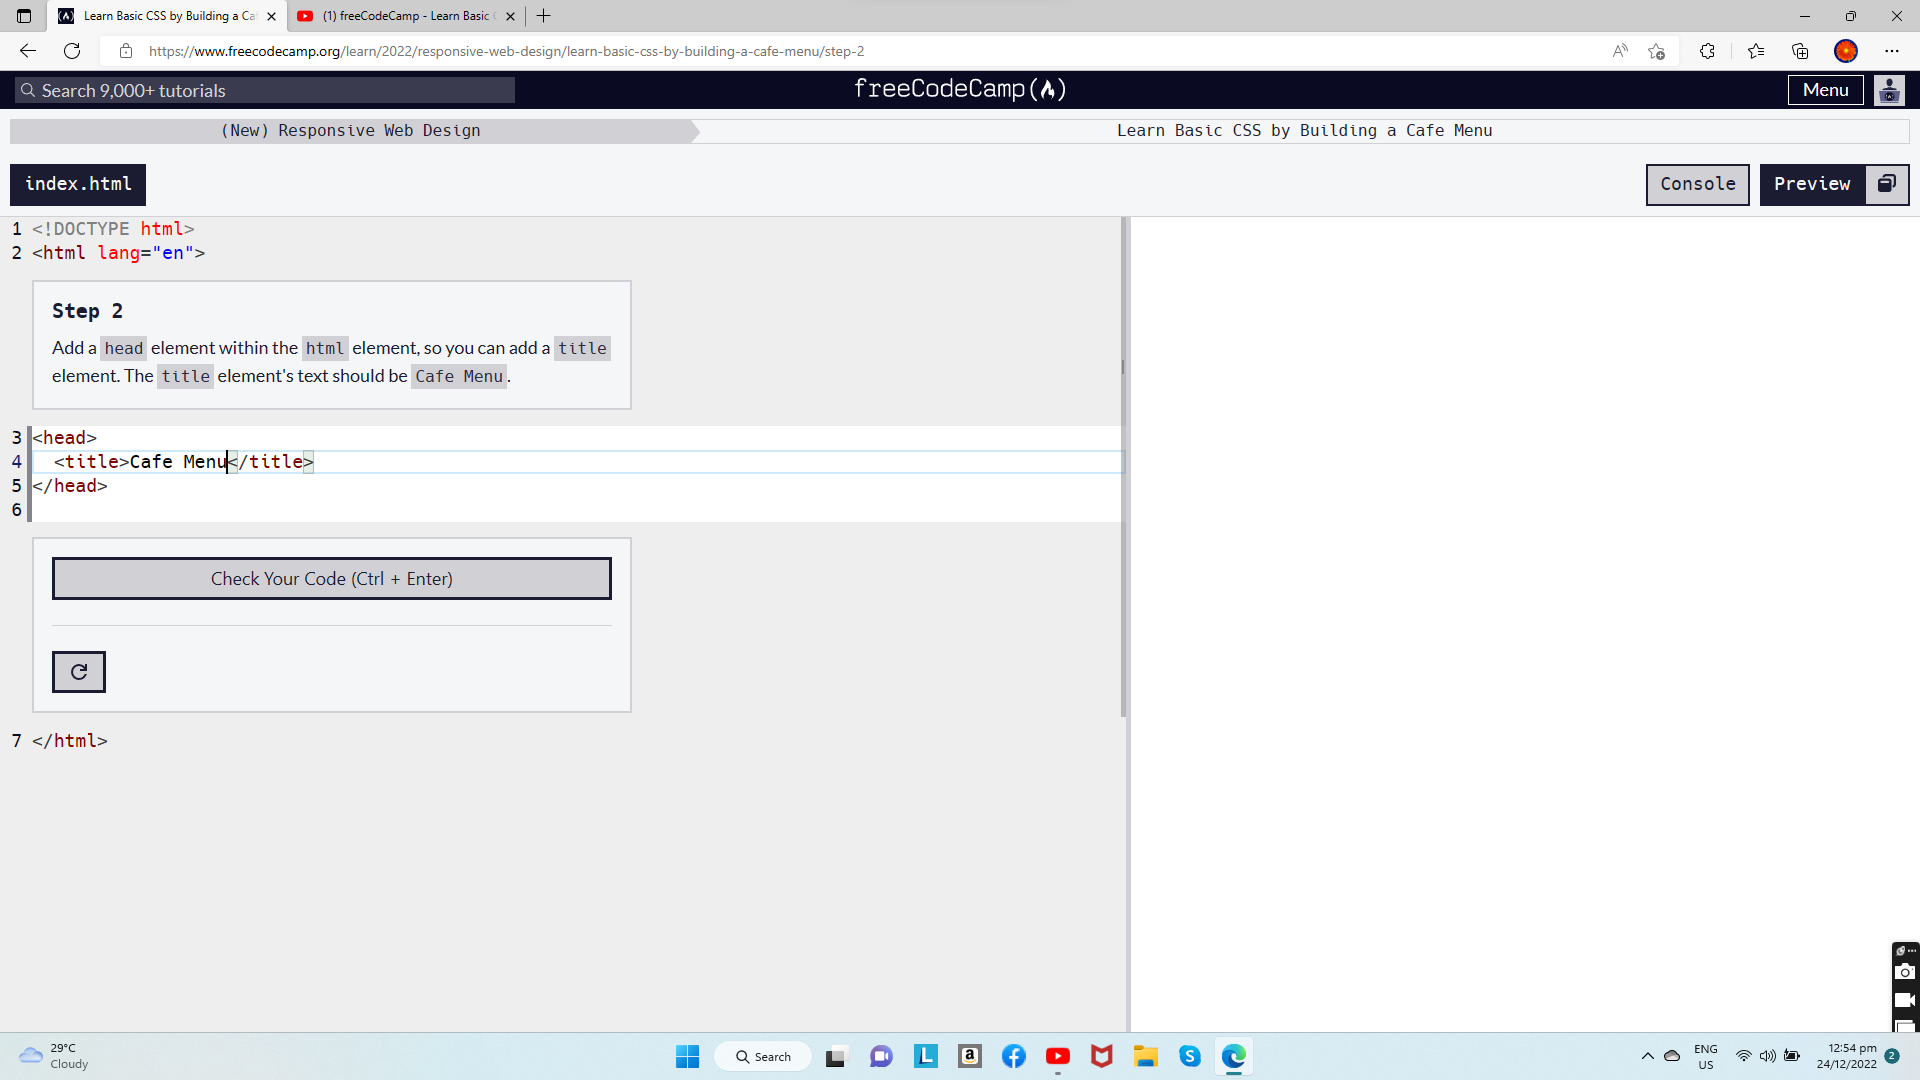 Learn Basic CSS by Building a Caf
(1) freeCodeCamp - Learn Basic C
https://www.freecodecamp.org/learn/2022/responsive-web-design/learn-basic-css-by-building-a-cafe-menu/step-2
Search 9,000+ tutorials
freeCodeCamp
Menu
(New) Responsive Web Design
Learn Basic CSS by Building a Cafe Menu
index.html
Console
Preview
1 <!DOCTYPE html>
2 <html lang="en">
Step 2
Add a head element within the html element, so you can add a title
element. The title element's text should be Cafe Menu.
3 <head>
4 <title>Cafe Menu</title>
5 </head>
6
Check Your Code (Ctrl + Enter)
7 </html>
29°C
Cloudy
Search
ENG
US
12:54 pm
24/12/2022
2